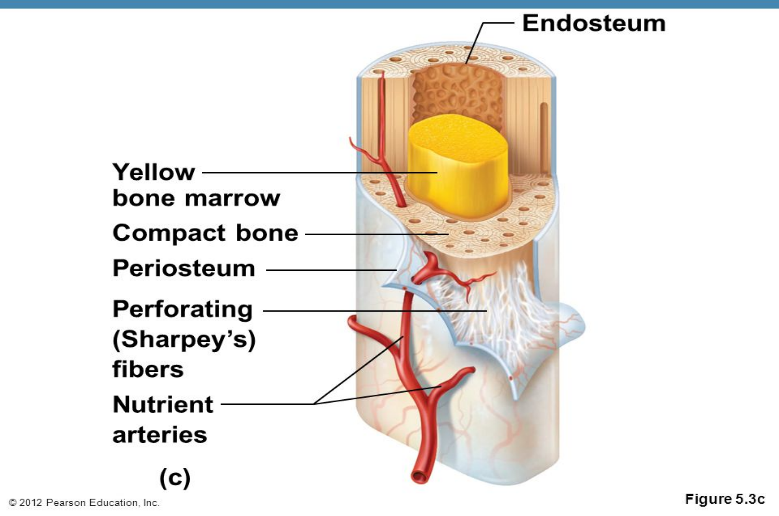 Endosteum
Yellow
bone marrow
Compact bone
Periosteum
Perforating
(Sharpey’s)
fibers
Nutrient
arteries
(c)
© 2012 Pearson Education, Inc.
Figure 5.3c